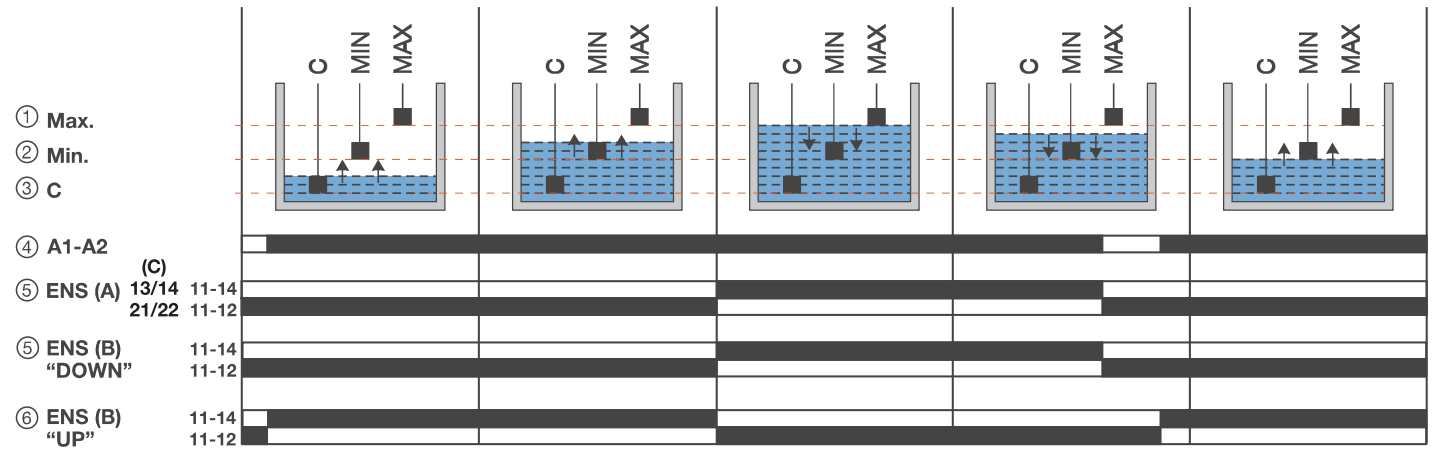 C MIN MAX
C MIN MAX
C MIN MAX
C MIN MAX
C MIN MAX
1 Max.
2 Min.
3 C
4 A1-A2
(C)
5 ENS (A) 13/14 11-14
21/22 11-12
5 ENS (B) 11-14
“DOWN” 11-12
6 ENS (B) 11-14
“UP” 11-12